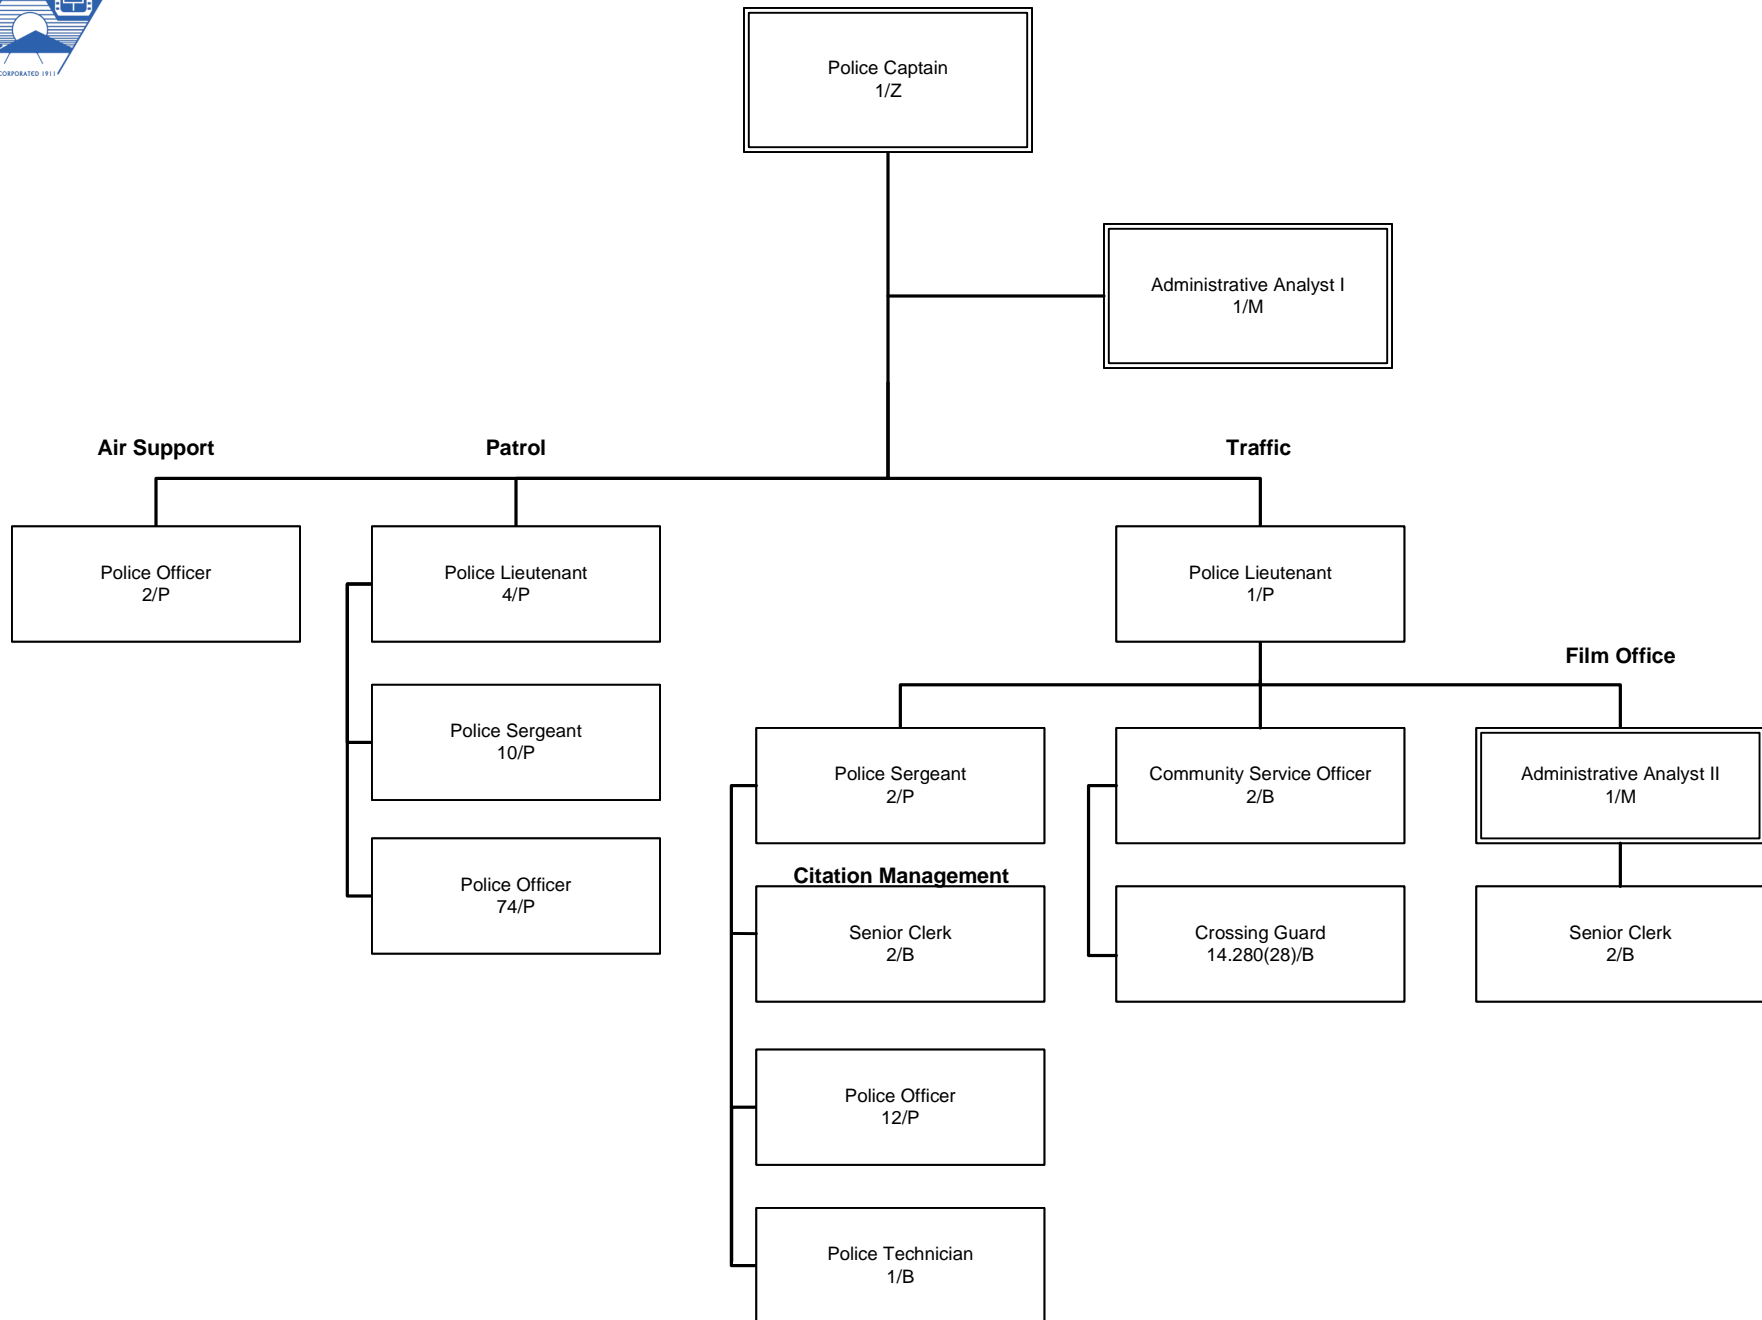 CORPORATED 1911
Police Captain
1/Z
Administrative Analyst I
1/M
Air Support
Patrol
Traffic
Police Officer
2/P
Police Lieutenant
4/P
Police Lieutenant
1/P
Film Office
Police Sergeant
10/P
Police Sergeant
2/P
Community Service Officer
2/B
Administrative Analyst II
1/M
Police Officer
74/P
Citation Management
Senior Clerk
2/B
Crossing Guard
14.280(28)/B
Senior Clerk
2/B
Police Officer
12/P
Police Technician
1/B